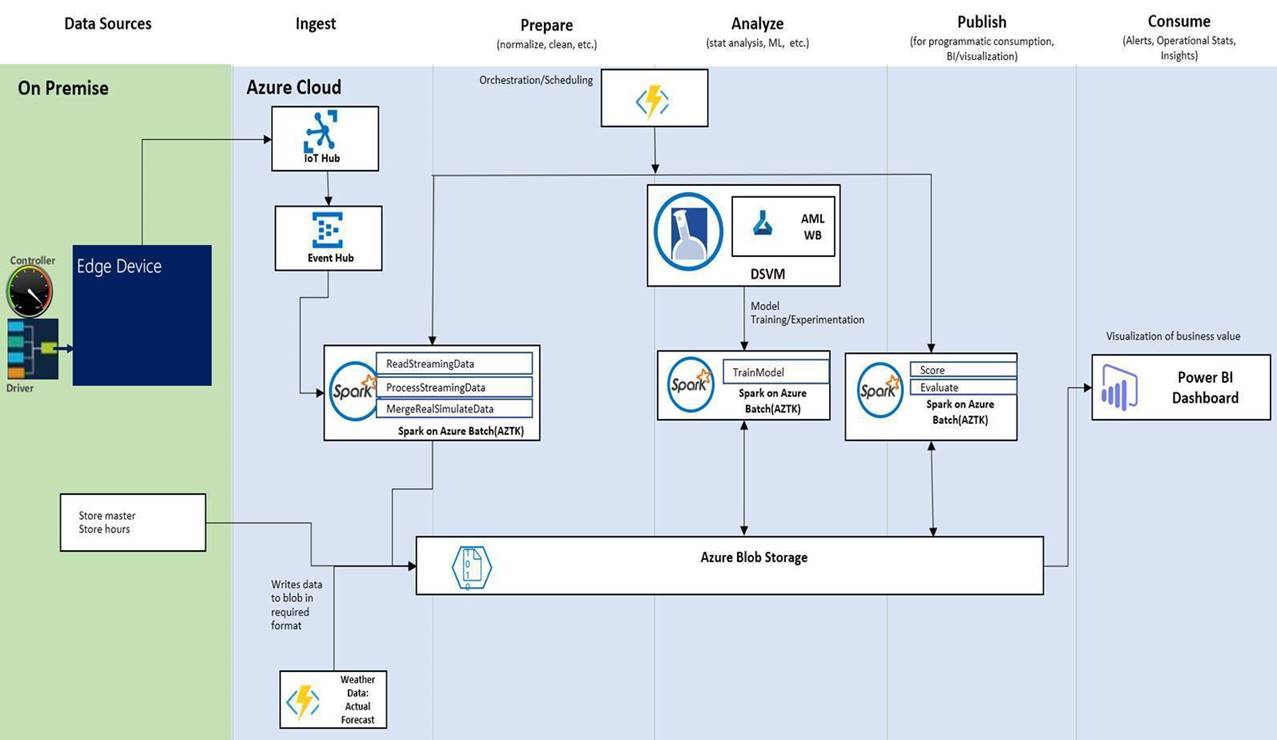 Data Sources
Ingest
Prepare
(normalize, clean, etc.)
Analyze
(stat analysis, ML, etc.)
Publish
(for programmatic consumption,
BI/visualization)
Consume
(Alerts, Operational Stats,
Insights)
On Premise
Azure Cloud
Orchestration/Scheduling
IoT Hub
Event Hub
AML
WB
DSVM
Controller
Edge Device
Driver
Model
Training/Experimentation
Spark
ReadStreamingData
ProcessStreamingData
MergeRealSimulateData
Spark on Azure Batch(AZTK)
Spark
TrainModel
Spark on Azure
Batch(AZTK)
Spark
Score
Evaluate
Spark on Azure
Batch(AZTK)
Visualization of business value
Power BI
Dashboard
Store master
Store hours
1
0
1
0
Azure Blob Storage
Writes data
to blob in
required
format
Weather
Data:
Actual
Forecast